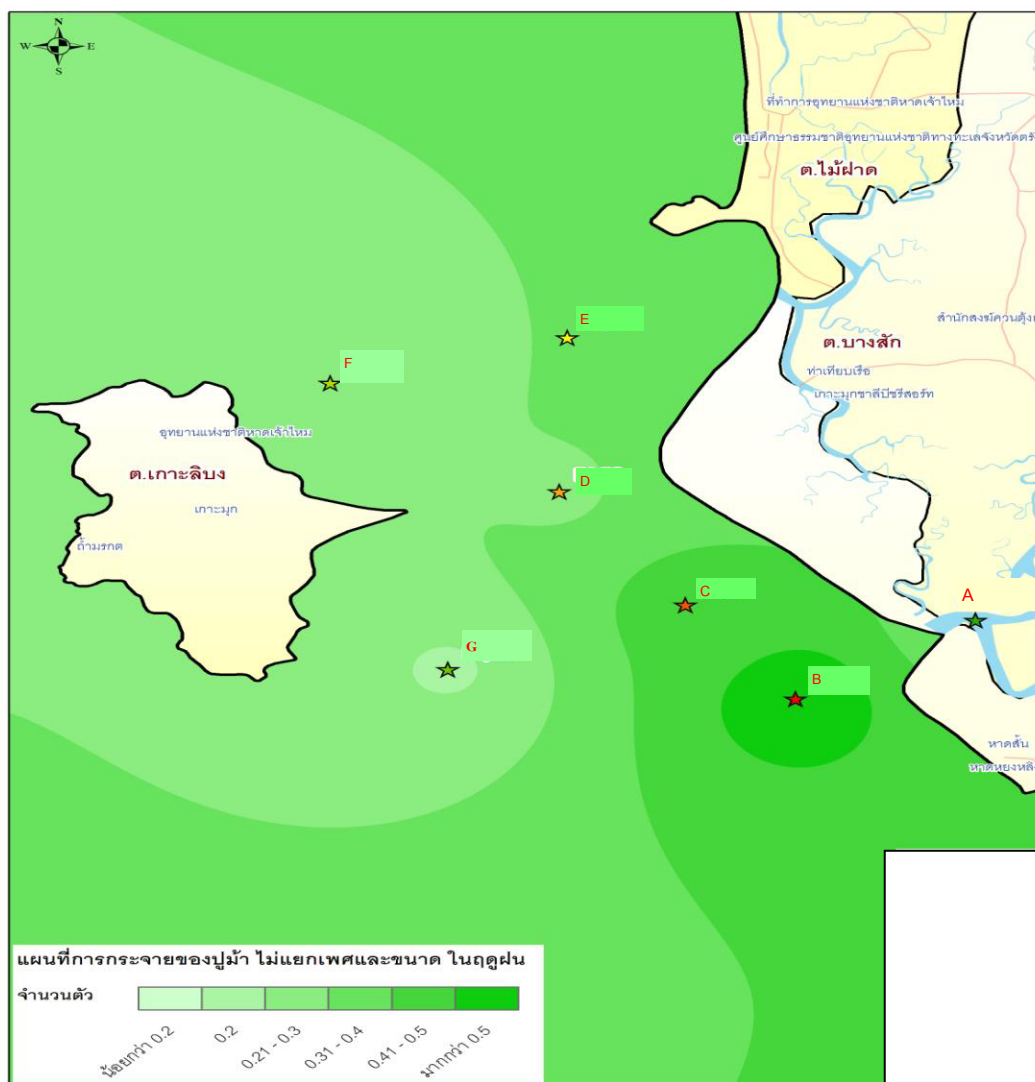 N
W E
S
ที่ทำการอุทยานแห่งชาติหาดเจ้าไหม
ศูนย์ศึกษาธรรมชาติอุทยานแห่งชาติทางทะเลจังหวัดตรัง
ต.ไม้ฝาด
E
สำนักสงฆ์ควนตุ้งกู
ต.บางสัก
F
ท่าเทียบเรือ
เกาะมุกชาลีบีชรีสอร์ท
อุทยานแห่งชาติหาดเจ้าไหม
ต.เกาะลิบง
D
เกาะมุก
ถ้ำมรกต
C
A
G
B
หาดสั้น
หาดหยงหลิง
แผนที่การกระจายของปูม้า ไม่แยกเพศและขนาด ในฤดูฝน
จำนวนตัว
น้อยกว่า 0.2
0.2
0.21 - 0.3
0.31 - 0.4
0.41 - 0.5
มากกว่า 0.5